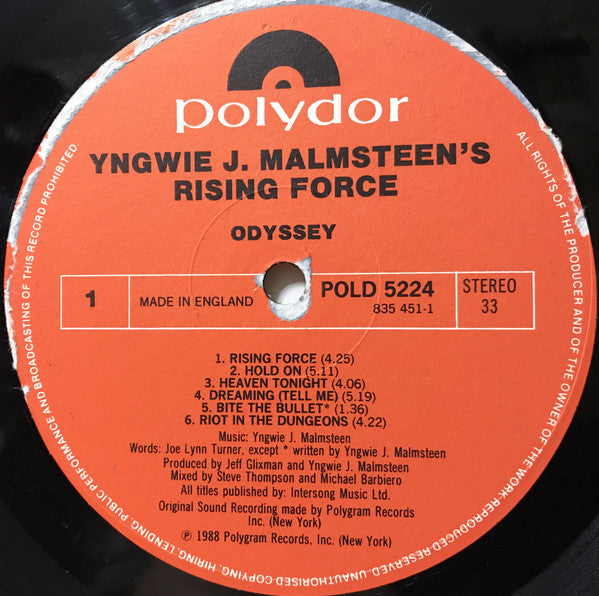 polydor
YNGWIE J. MALMSTEEN'S
RISING FORCE
ODYSSEY
1
MADE IN ENGLAND
POLD 5224
835 451-1
STEREO
33
1. RISING FORCE (4.25)
2. HOLD ON (5.11)
3. HEAVEN TONIGHT (4.06)
4. DREAMING (TELL ME) (5.19)
5. BITE THE BULLET* (1.36)
6. RIOT IN THE DUNGEONS (4.22)
Music: Yngwie J. Malmsteen
Words: Joe Lynn Turner, except * written by Yngwie J. Malmsteen
Produced by Jeff Glixman and Yngwie J. Malmsteen
Mixed by Steve Thompson and Michael Barbiero
All titles published by: Intersong Music Ltd.
Original Sound Recording made by Polygram Records
Inc. (New York)
℗ 1988 Polygram Records, Inc. (New York)
ALL RIGHTS OF THE PRODUCER AND OF THE OWNER OF THE WORK REPRODUCED RESERVED. UNAUTHORISED COPYING, HIRING, LENDING, PUBLIC PERFORMANCE AND BROADCASTING OF THIS RECORD PROHIBITED